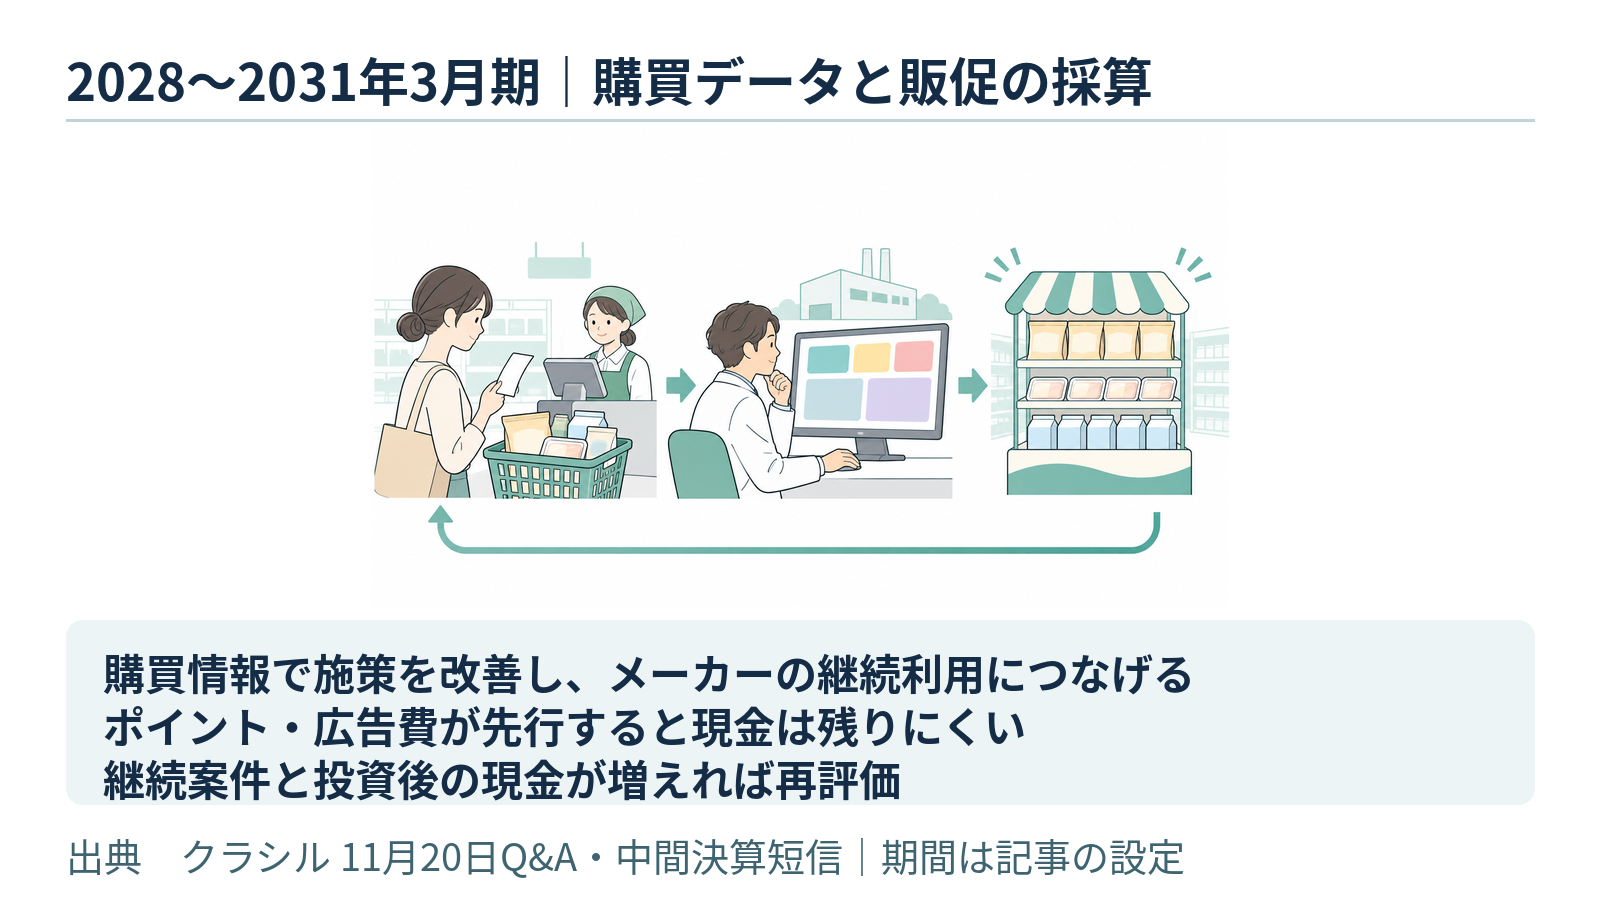 2028〜2031年3月期｜購買データと販促の採算
購買情報で施策を改善し、メーカーの継続利用につなげる
ポイント・広告費が先行すると現金は残りにくい
継続案件と投資後の現金が増えれば再評価
出典　クラシル 11月20日Q&A・中間決算短信｜期間は記事の設定